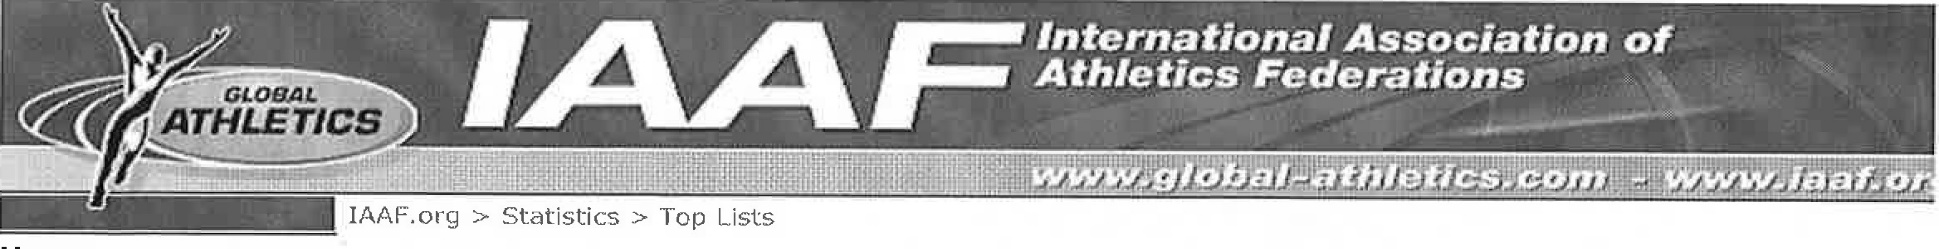 GLOBAL
ATHLETICS
IAAF
International Association of
Athletics Federations
www.global-athletics.com - www.iaaf.or
IAAF.org > Statistics > Top Lists